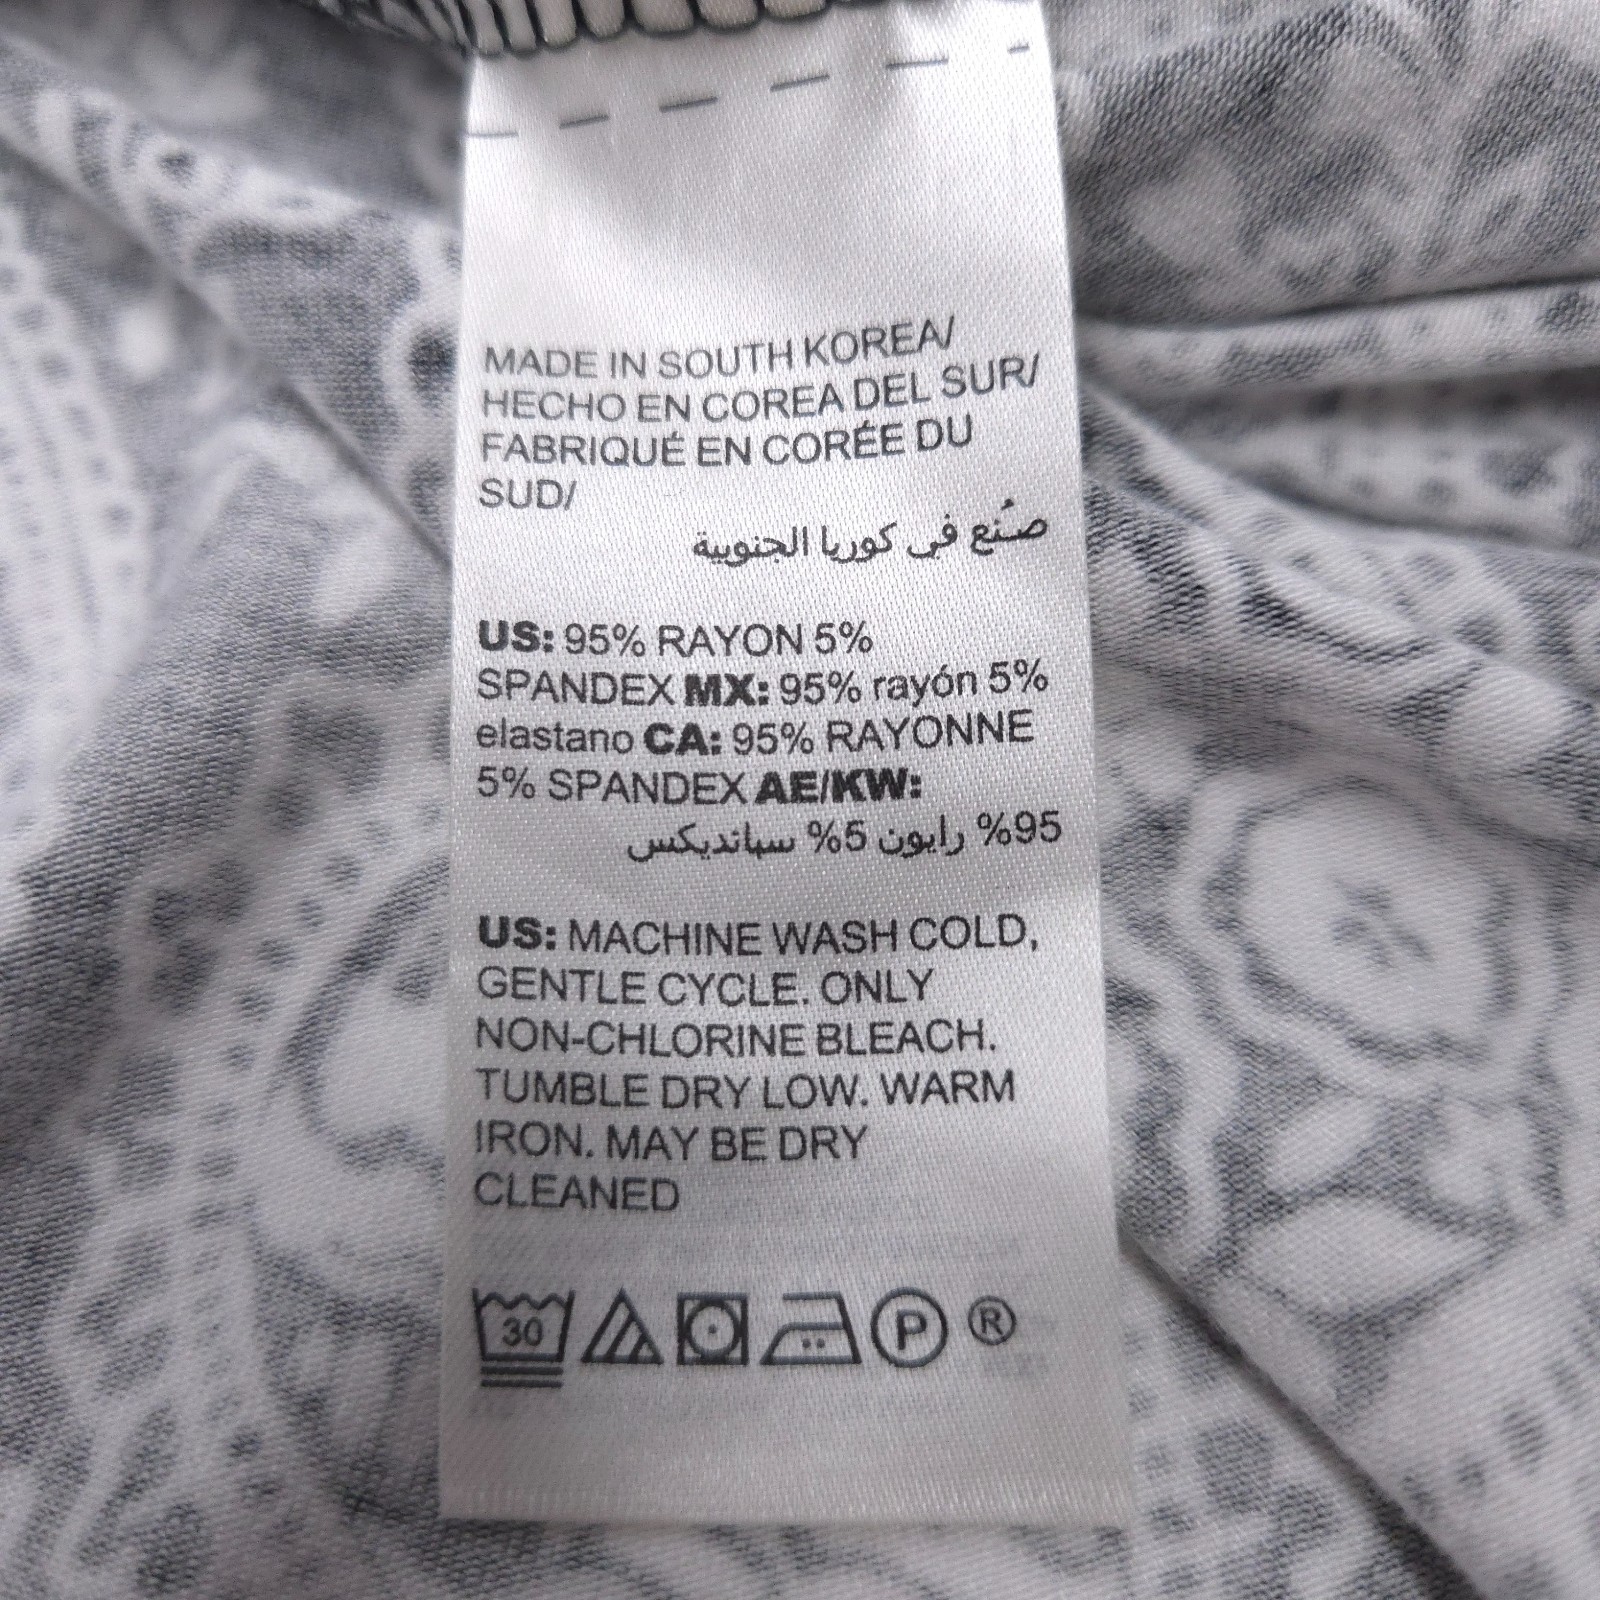 MADE IN SOUTH KOREA/
HECHO EN COREA DEL SUR/
FABRIQUÉ EN CORÉE DU
SUD/
صُنع في كوريا الجنوبية
US: 95% RAYON 5%
SPANDEX MX: 95% rayón 5%
elastano CA: 95% RAYONNE
5% SPANDEX AE/KW:
95% رايون 5% سباندیکس
US: MACHINE WASH COLD,
GENTLE CYCLE. ONLY
NON-CHLORINE BLEACH.
TUMBLE DRY LOW. WARM
IRON. MAY BE DRY
CLEANED
30 P ®